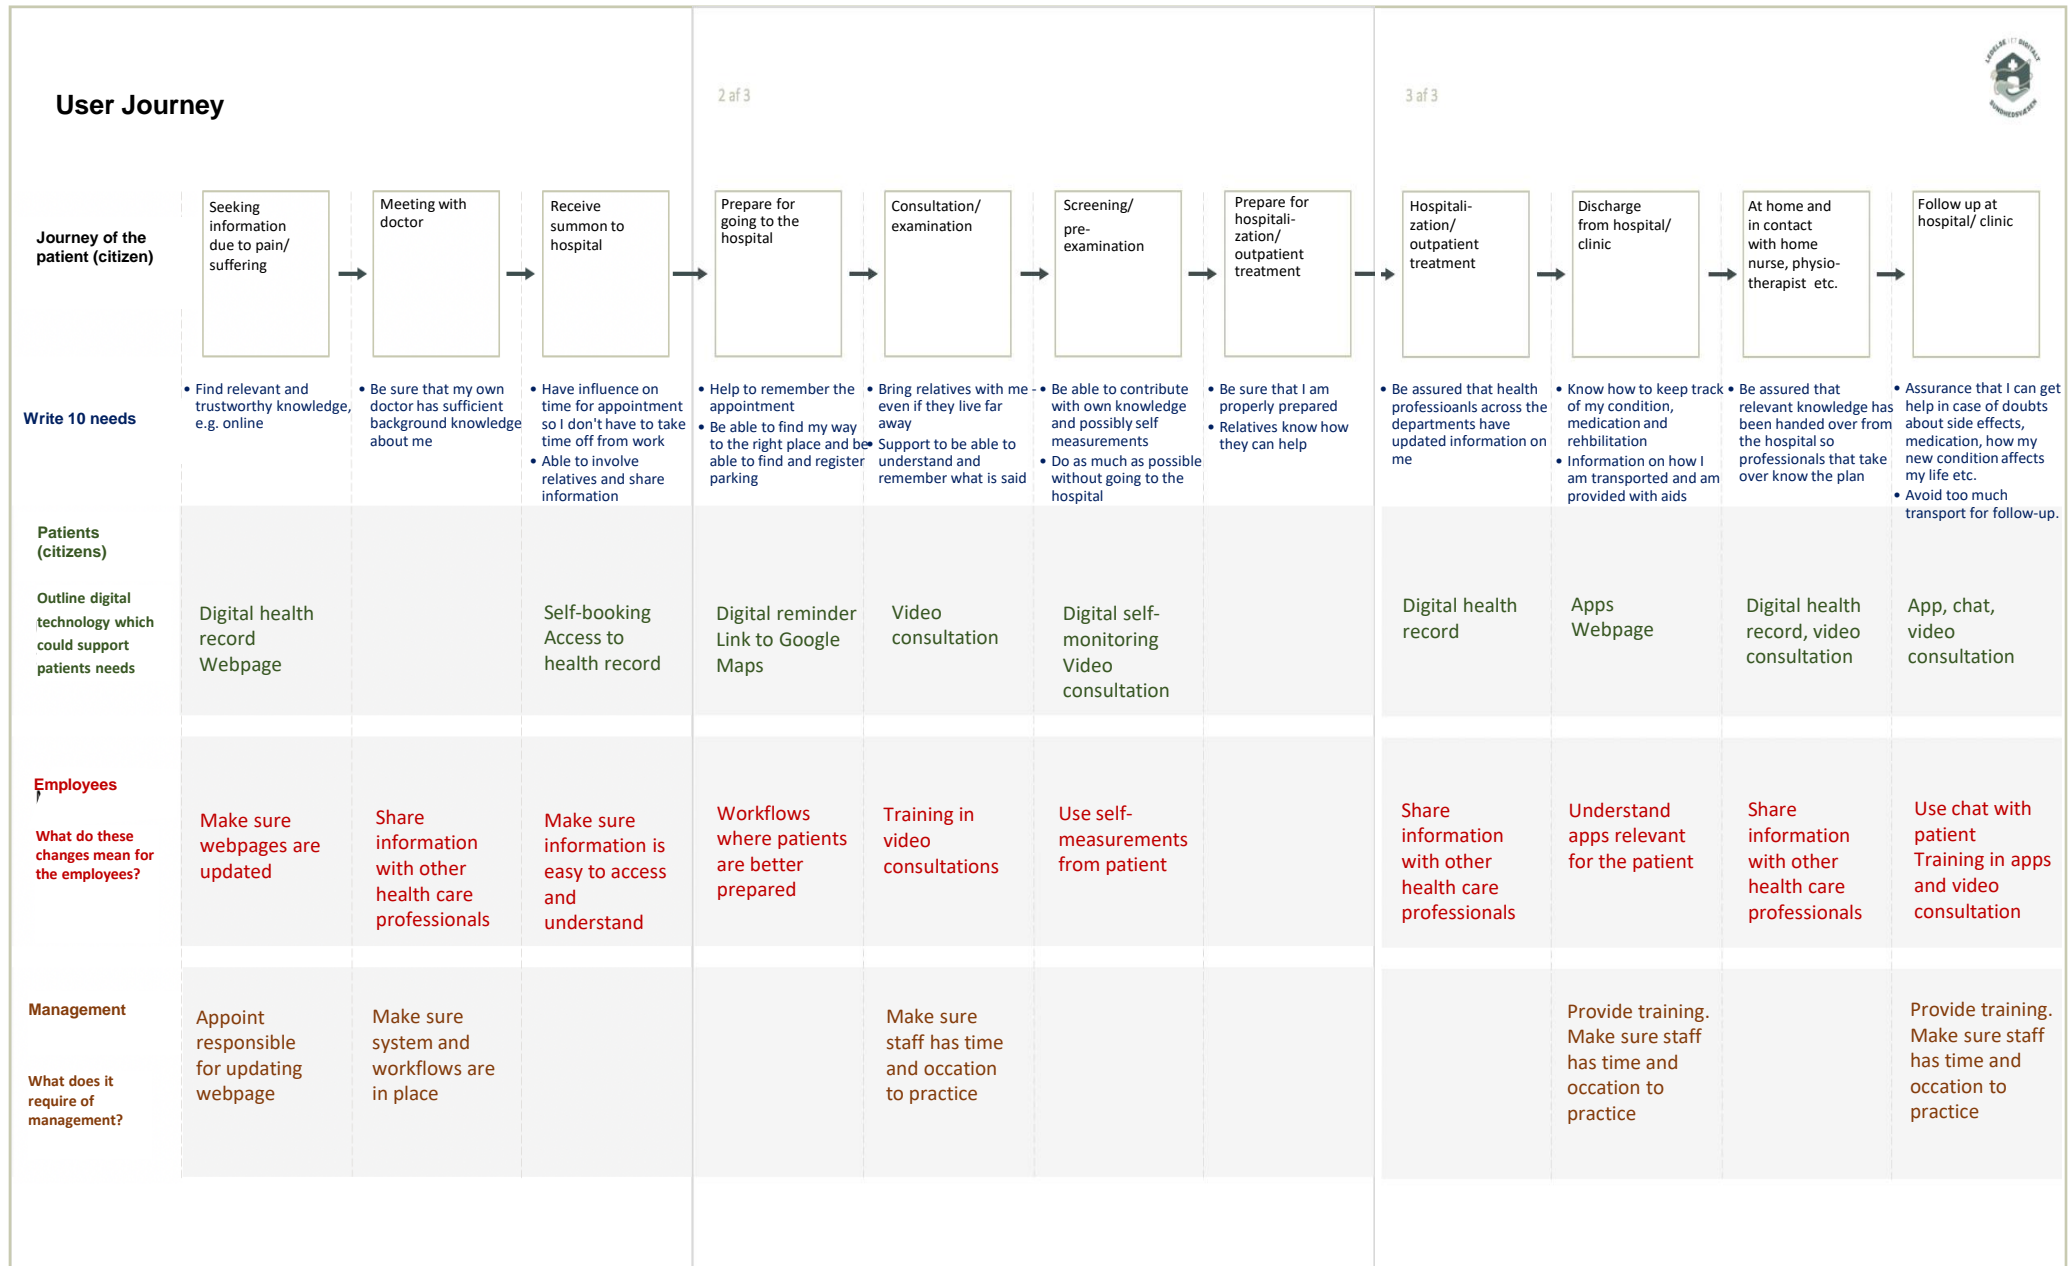 User Journey
2 af 3
3 af 3
LEDELSE I ET DIGITALT
SUNDHEDSVÆSEN
Journey of the
patient (citizen)
Seeking
information
due to pain/
suffering
Meeting with
doctor
Receive
summon to
hospital
Prepare for
going to the
hospital
Consultation/
examination
Screening/
pre-
examination
Prepare for
hospitali-
zation/
outpatient
treatment
Hospitali-
zation/
outpatient
treatment
Discharge
from hospital/
clinic
At home and
in contact
with home
nurse, physio-
therapist etc.
Follow up at
hospital/ clinic
Write 10 needs
• Find relevant and
trustworthy knowledge,
e.g. online
• Be sure that my own
doctor has sufficient
background knowledge
about me
• Have influence on
time for appointment
so I don't have to take
time off from work
• Able to involve
relatives and share
information
• Help to remember the
appointment
• Be able to find my way
to the right place and be
able to find and register
parking
• Bring relatives with me -
even if they live far
away
• Support to be able to
understand and
remember what is said
• Be able to contribute
with own knowledge
and possibly self
measurements
• Do as much as possible
without going to the
hospital
• Be sure that I am
properly prepared
• Relatives know how
they can help
• Be assured that health
professioanls across the
departments have
updated information on
me
• Know how to keep track
of my condition,
medication and
rehbilitation
• Information on how I
am transported and am
provided with aids
• Be assured that
relevant knowledge has
been handed over from
the hospital so
professionals that take
over know the plan
• Assurance that I can get
help in case of doubts
about side effects,
medication, how my
new condition affects
my life etc.
• Avoid too much
transport for follow-up.
Patients
(citizens)
Outline digital
technology which
could support
patients needs
Digital health
record
Webpage
Self-booking
Access to
health record
Digital reminder
Link to Google
Maps
Video
consultation
Digital self-
monitoring
Video
consultation
Digital health
record
Apps
Webpage
Digital health
record, video
consultation
App, chat,
video
consultation
Employees
What do these
changes mean for
the employees?
Make sure
webpages are
updated
Share
information
with other
health care
professionals
Make sure
information is
easy to access
and
understand
Workflows
where patients
are better
prepared
Training in
video
consultations
Use self-
measurements
from patient
Share
information
with other
health care
professionals
Understand
apps relevant
for the patient
Share
information
with other
health care
professionals
Use chat with
patient
Training in apps
and video
consultation
Management
What does it
require of
management?
Appoint
responsible
for updating
webpage
Make sure
system and
workflows are
in place
Make sure
staff has time
and occation
to practice
Provide training.
Make sure staff
has time and
occation to
practice
Provide training.
Make sure staff
has time and
occation to
practice